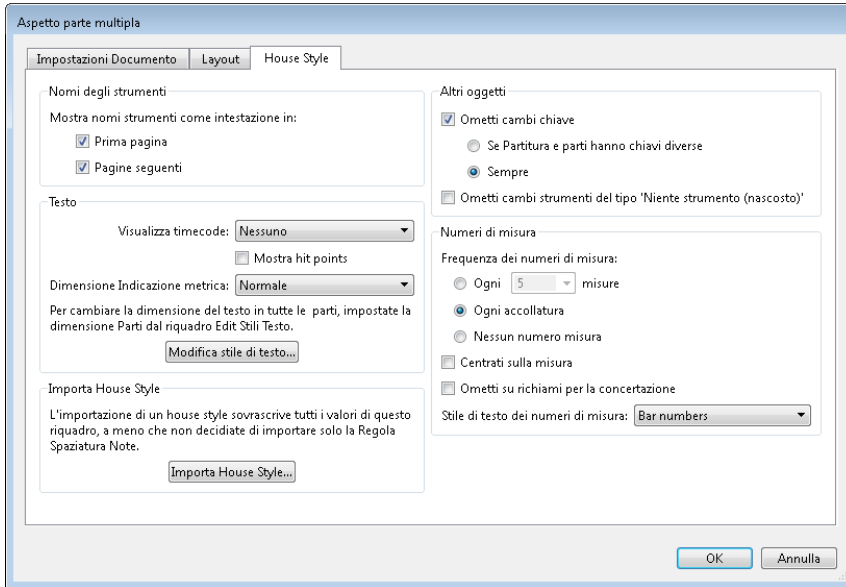 Aspetto parte multipla
Impostazioni Documento
Layout
House Style
Nomi degli strumenti
Mostra nomi strumenti come intestazione in:
Prima pagina
Pagine seguenti
Testo
Visualizza timecode: Nessuno
Mostra hit points
Dimensione Indicazione metrica: Normale
Per cambiare la dimensione del testo in tutte le parti, impostate la
dimensione Parti dal riquadro Edit Stili Testo.
Modifica stile di testo...
Importa House Style
L'importazione di un house style sovrascrive tutti i valori di questo
riquadro, a meno che non decidiate di importare solo la Regola
Spaziatura Note.
Importa House Style...
Altri oggetti
Ometti cambi chiave
Se Partitura e parti hanno chiavi diverse
Sempre
Ometti cambi strumenti del tipo 'Niente strumento (nascosto)'
Numeri di misura
Frequenza dei numeri di misura:
Ogni 5 misure
Ogni accollatura
Nessun numero misura
Centrati sulla misura
Ometti su richiami per la concertazione
Stile di testo dei numeri di misura: Bar numbers
OK
Annulla